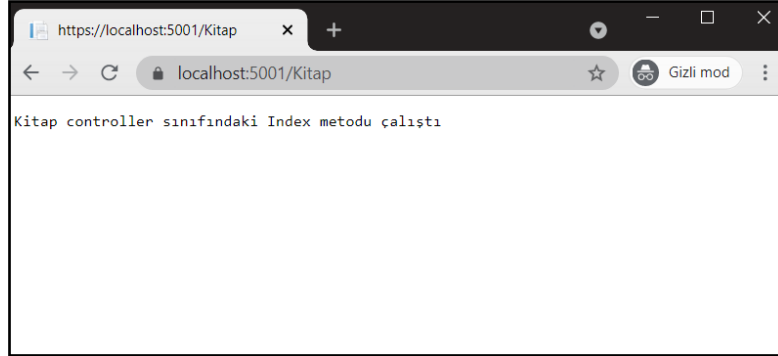 https://localhost:5001/Kitap
localhost:5001/Kitap
Gizli mod
Kitap controller sınıfındaki Index metodu çalıştı